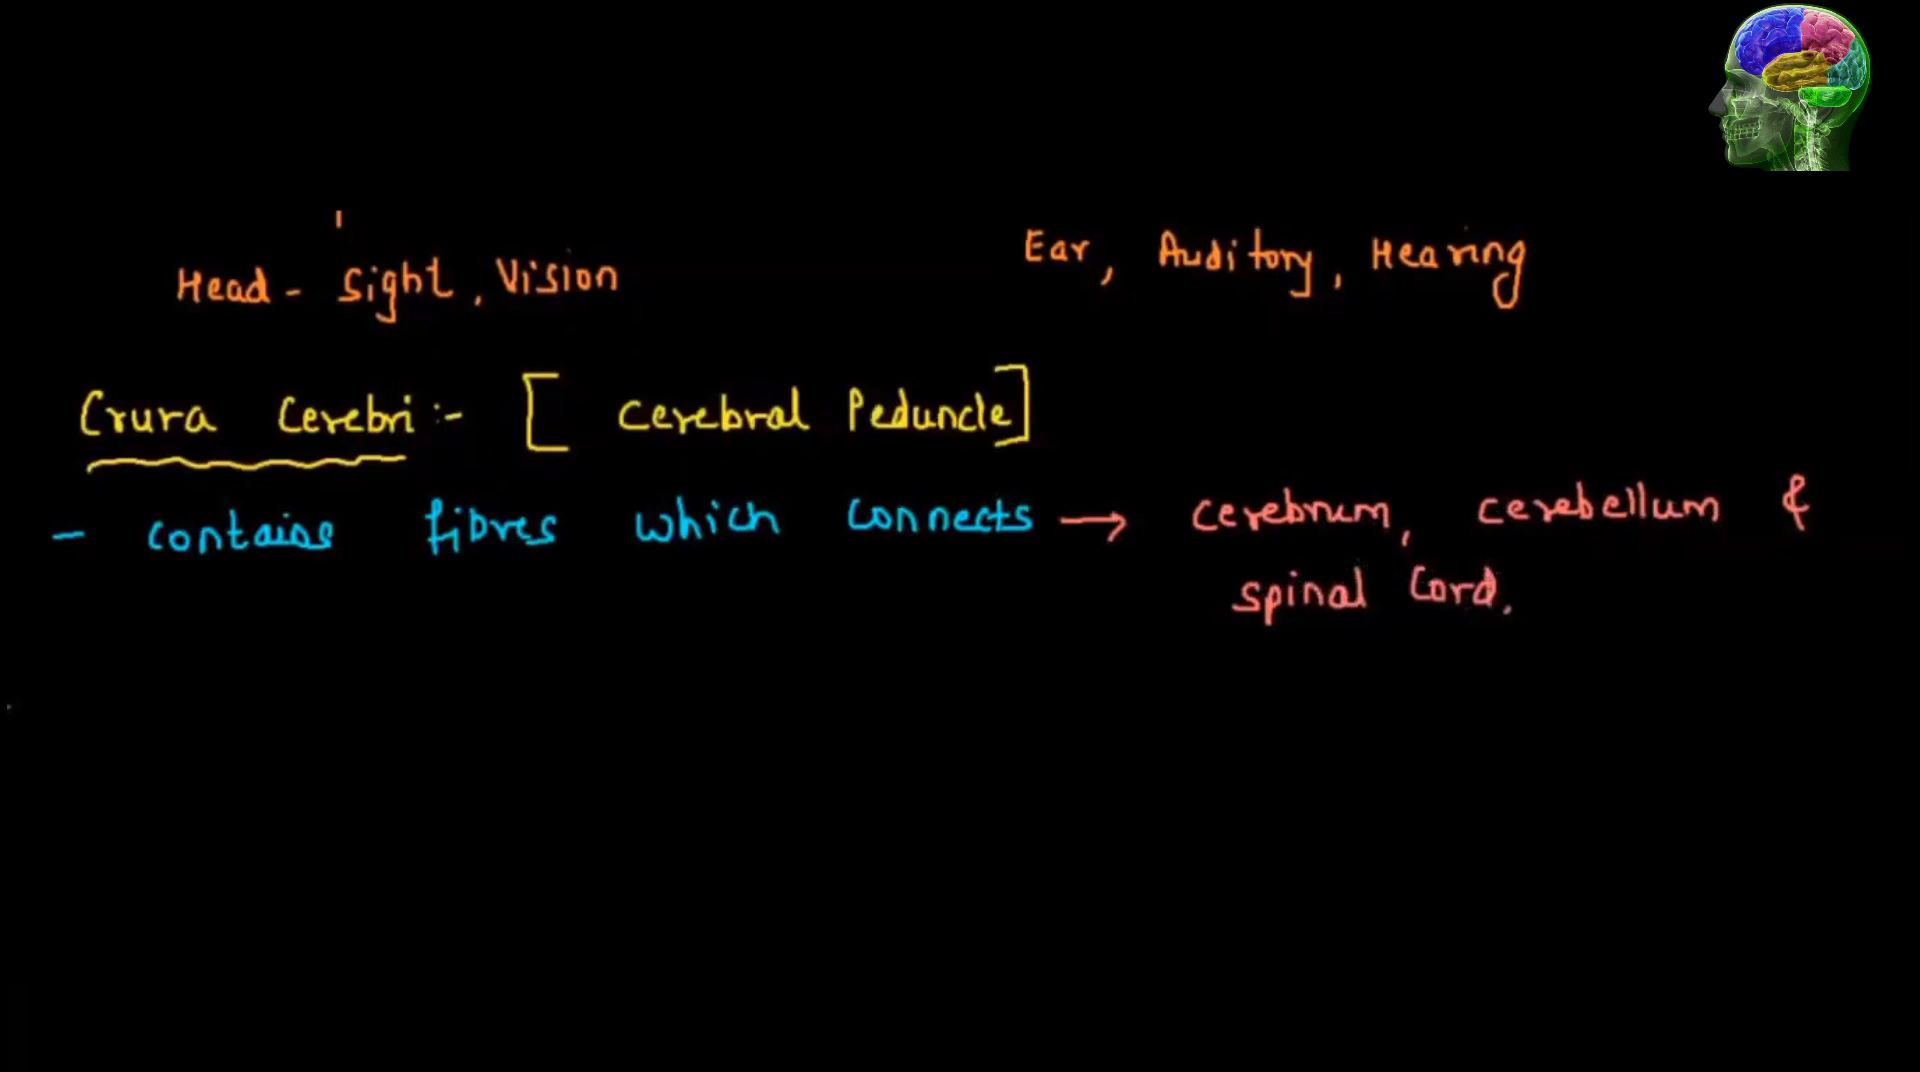 Head - Sight, Vision
Ear, Auditory, Hearing
Crura Cerebri :- [ Cerebral Peduncle]
- contains fibres which connects → cerebrum, cerebellum &
spinal Cord.